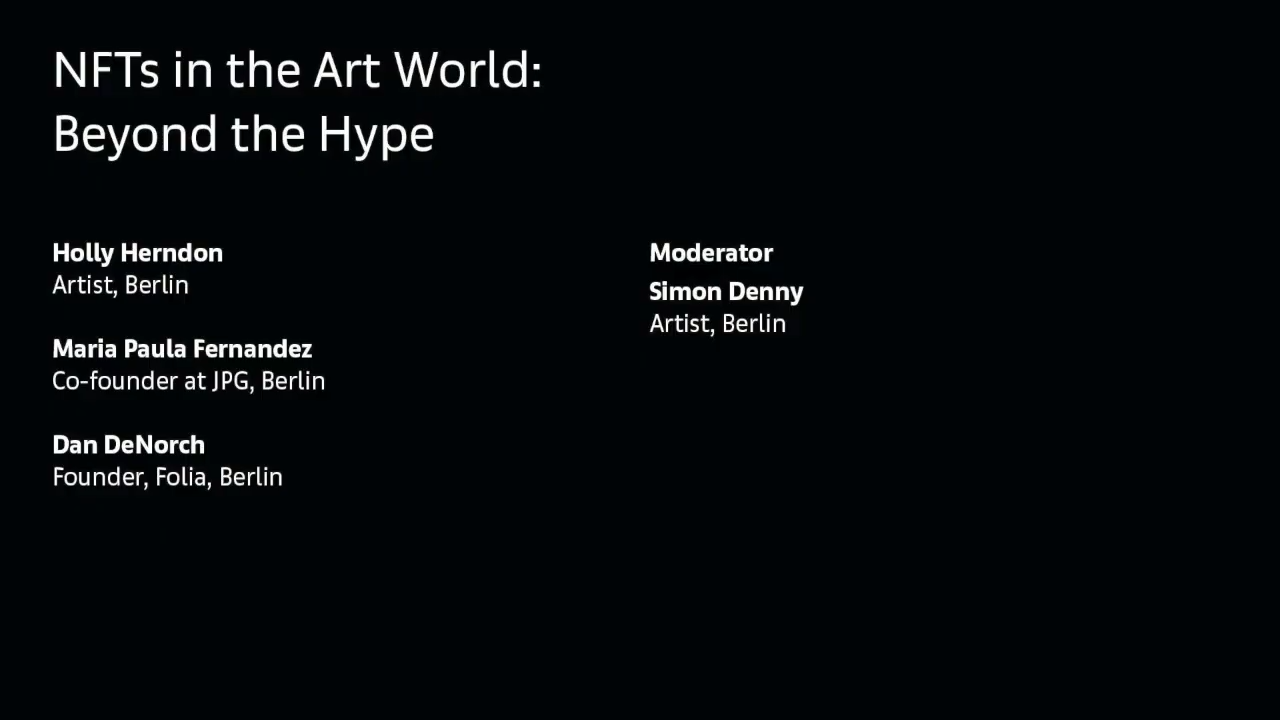 NFTs in the Art World:
Beyond the Hype
Holly Herndon
Artist, Berlin
Maria Paula Fernandez
Co-founder at JPG, Berlin
Dan DeNorch
Founder, Folia, Berlin
Moderator
Simon Denny
Artist, Berlin